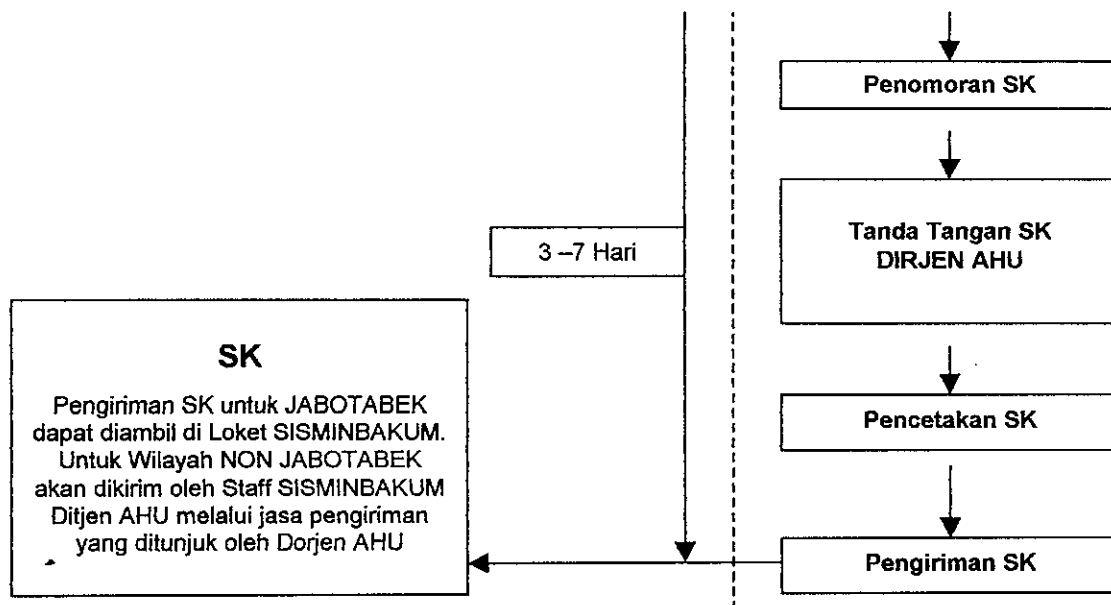 Penomoran SK
Tanda Tangan SK
DIRJEN AHU
3 –7 Hari
SK
Pengiriman SK untuk JABOTABEK
dapat diambil di Loket SISMINBAKUM.
Untuk Wilayah NON JABOTABEK
akan dikirim oleh Staff SISMINBAKUM
Ditjen AHU melalui jasa pengiriman
yang ditunjuk oleh Dorjen AHU
Pencetakan SK
Pengiriman SK